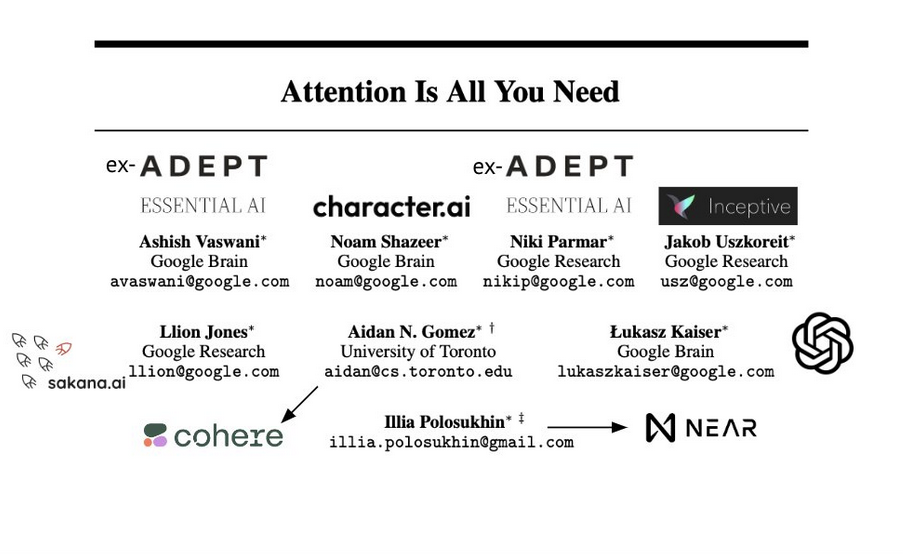 Attention Is All You Need
ex- ADEPT
ESSENTIAL AI
Ashish Vaswani*
Google Brain
avaswani@google.com
character.ai
Noam Shazeer*
Google Brain
noam@google.com
ex- ADEPT
ESSENTIAL AI
Niki Parmar*
Google Research
nikip@google.com
Inceptive
Jakob Uszkoreit*
Google Research
usz@google.com
sakana.ai
Llion Jones*
Google Research
llion@google.com
Aidan N. Gomez* †
University of Toronto
aidan@cs.toronto.edu
Łukasz Kaiser*
Google Brain
lukaszkaiser@google.com
cohere
Illia Polosukhin* ‡
illia.polosukhin@gmail.com
NEAR